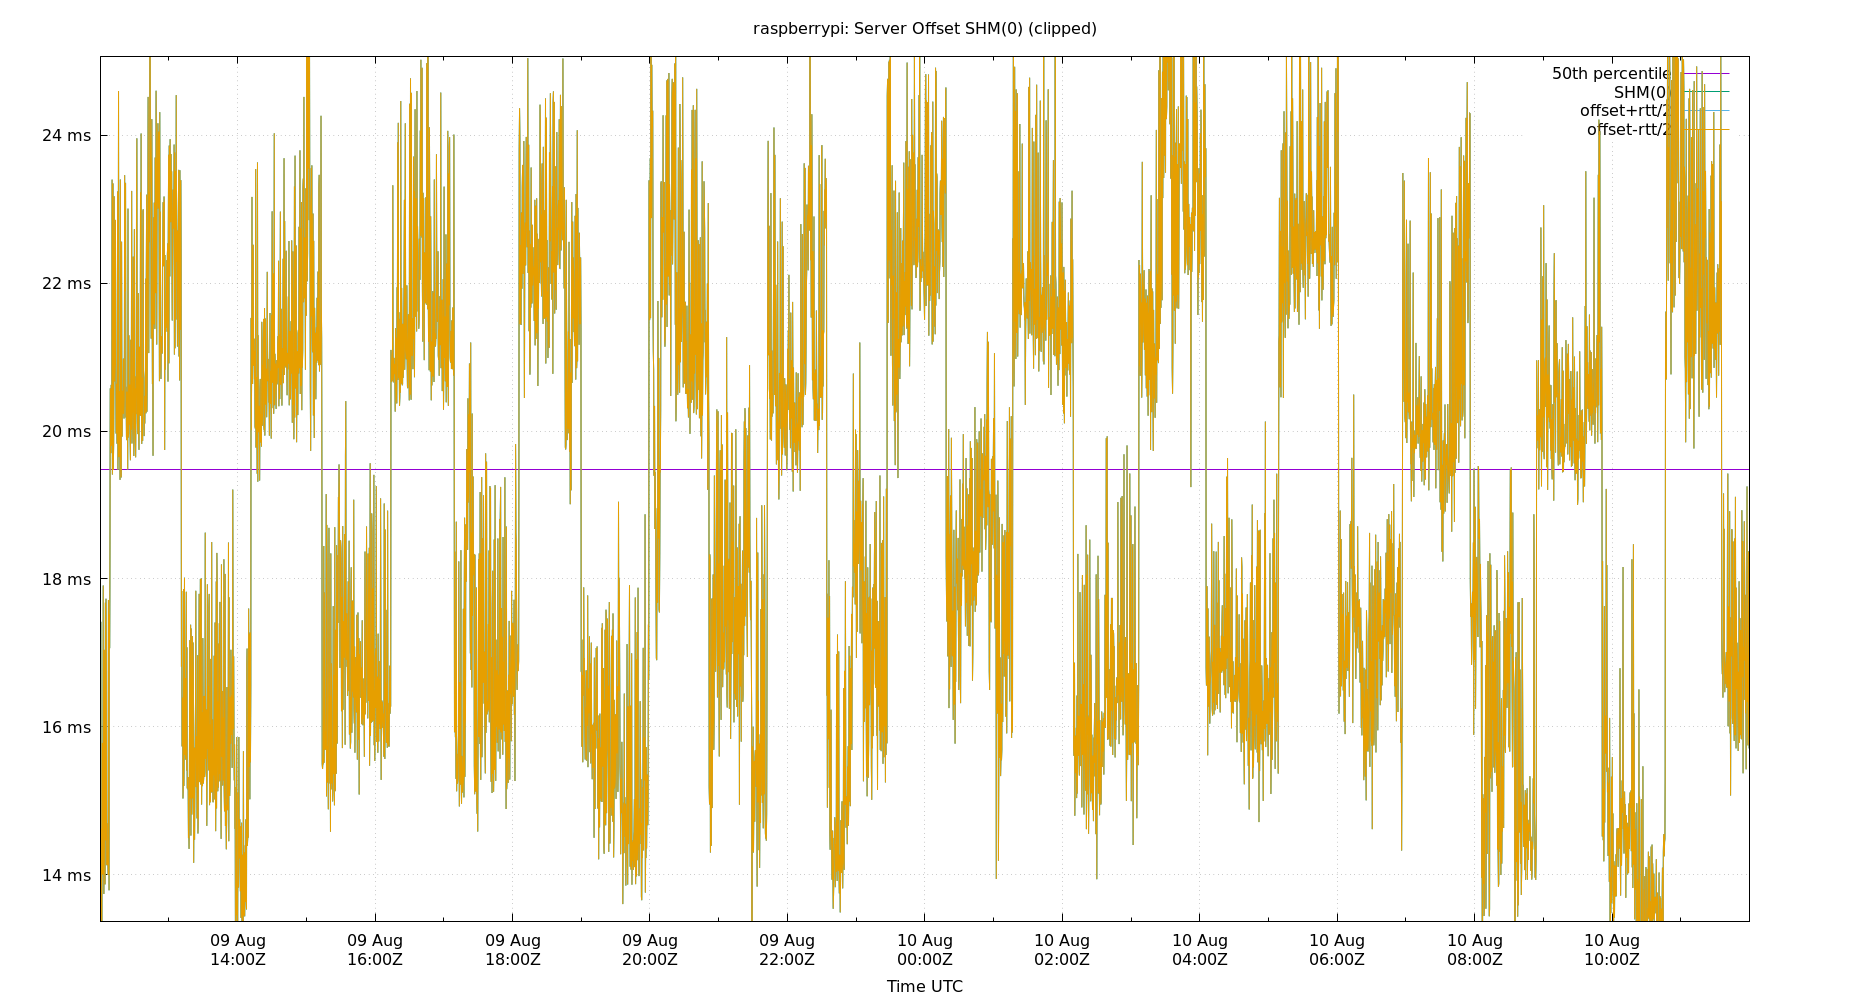 raspberrypi: Server Offset SHM(0) (clipped)
50th percentile
SHM(0)
offset+rtt/2
offset-rtt/2
24 ms
22 ms
20 ms
18 ms
16 ms
14 ms
09 Aug 09 Aug 09 Aug 09 Aug 09 Aug 10 Aug 10 Aug 10 Aug 10 Aug 10 Aug 10 Aug
14:00Z 16:00Z 18:00Z 20:00Z 22:00Z 00:00Z 02:00Z 04:00Z 06:00Z 08:00Z 10:00Z
Time UTC